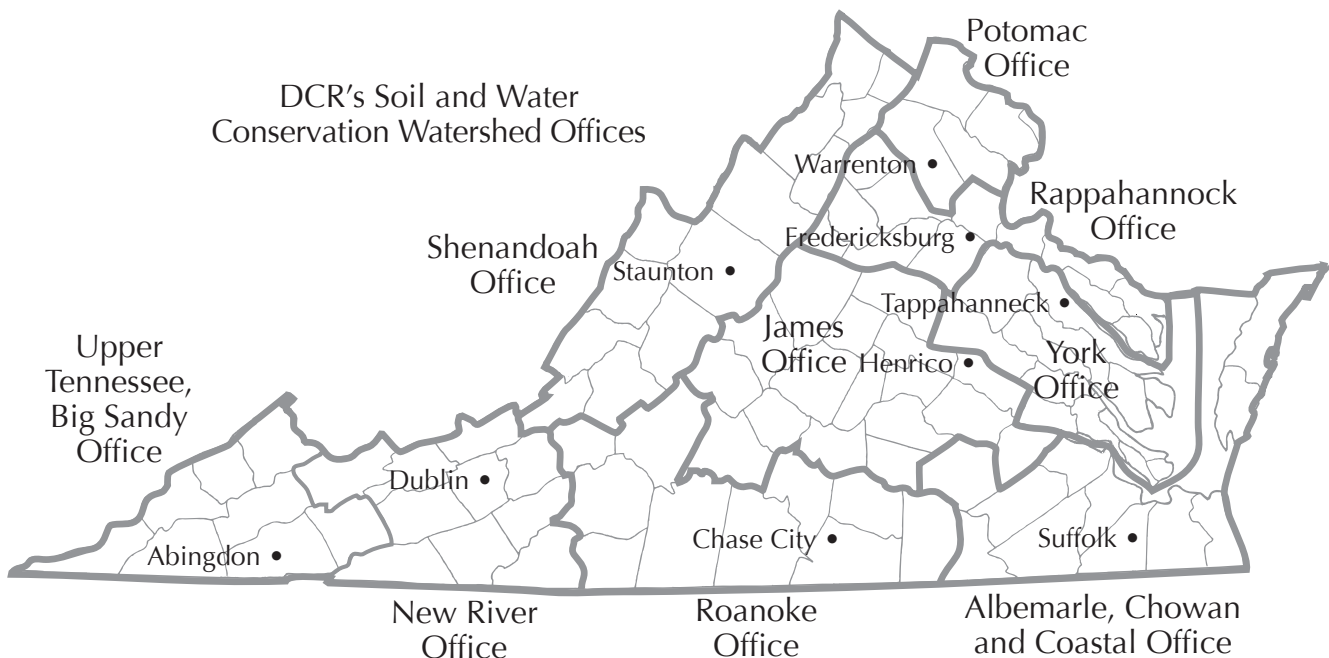 Potomac
Office
DCR's Soil and Water
Conservation Watershed Offices
Warrenton
Rappahannock
Office
Fredericksburg
Shenandoah
Office
Staunton
Tappahanneck
James
Office
Henrico
York
Office
Upper
Tennessee,
Big Sandy
Office
Dublin
Abingdon
Chase City
Suffolk
New River
Office
Roanoke
Office
Albemarle, Chowan
and Coastal Office